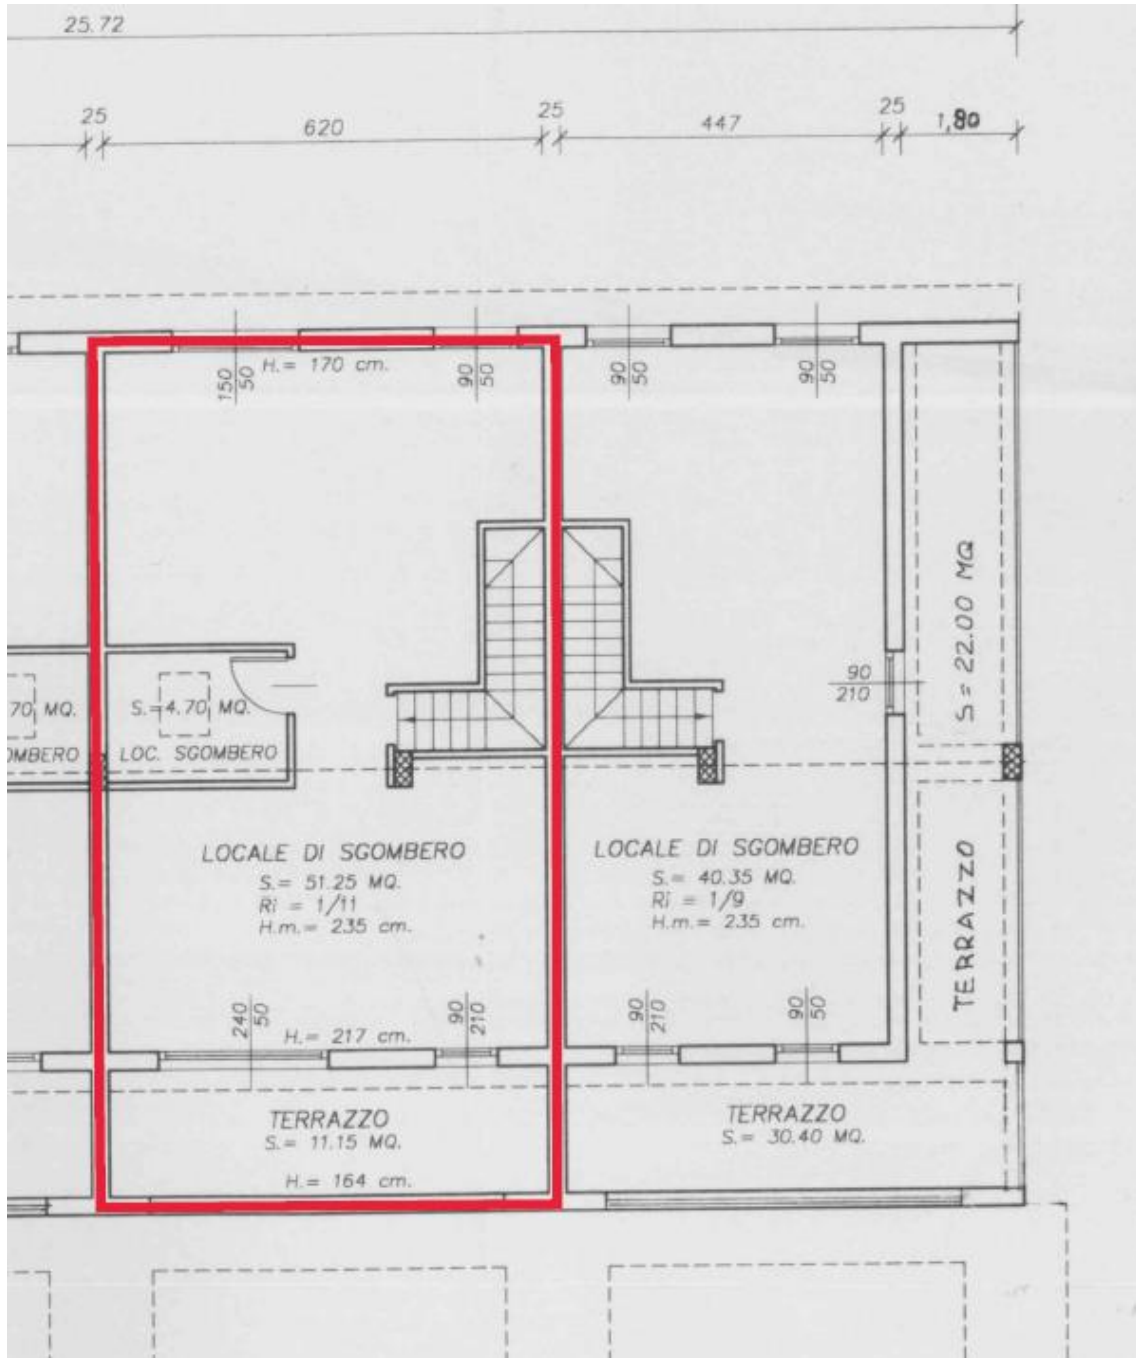 25.72
25
620
25
447
25
1,80
H.= 170 cm.
150
50
90
50
90
50
90
50
S= 22.00 MQ
90
210
70 MQ.
S.=4.70 MQ.
OMBERO
LOC. SGOMBERO
LOCALE DI SGOMBERO
S.= 51.25 MQ.
Ri = 1/11
H.m.= 235 cm.
LOCALE DI SGOMBERO
S.= 40.35 MQ.
Ri = 1/9
H.m.= 235 cm.
TERRAZZO
240
50
H.= 217 cm.
90
210
90
210
90
50
TERRAZZO
S.= 11.15 MQ.
H.= 164 cm.
TERRAZZO
S.= 30.40 MQ.